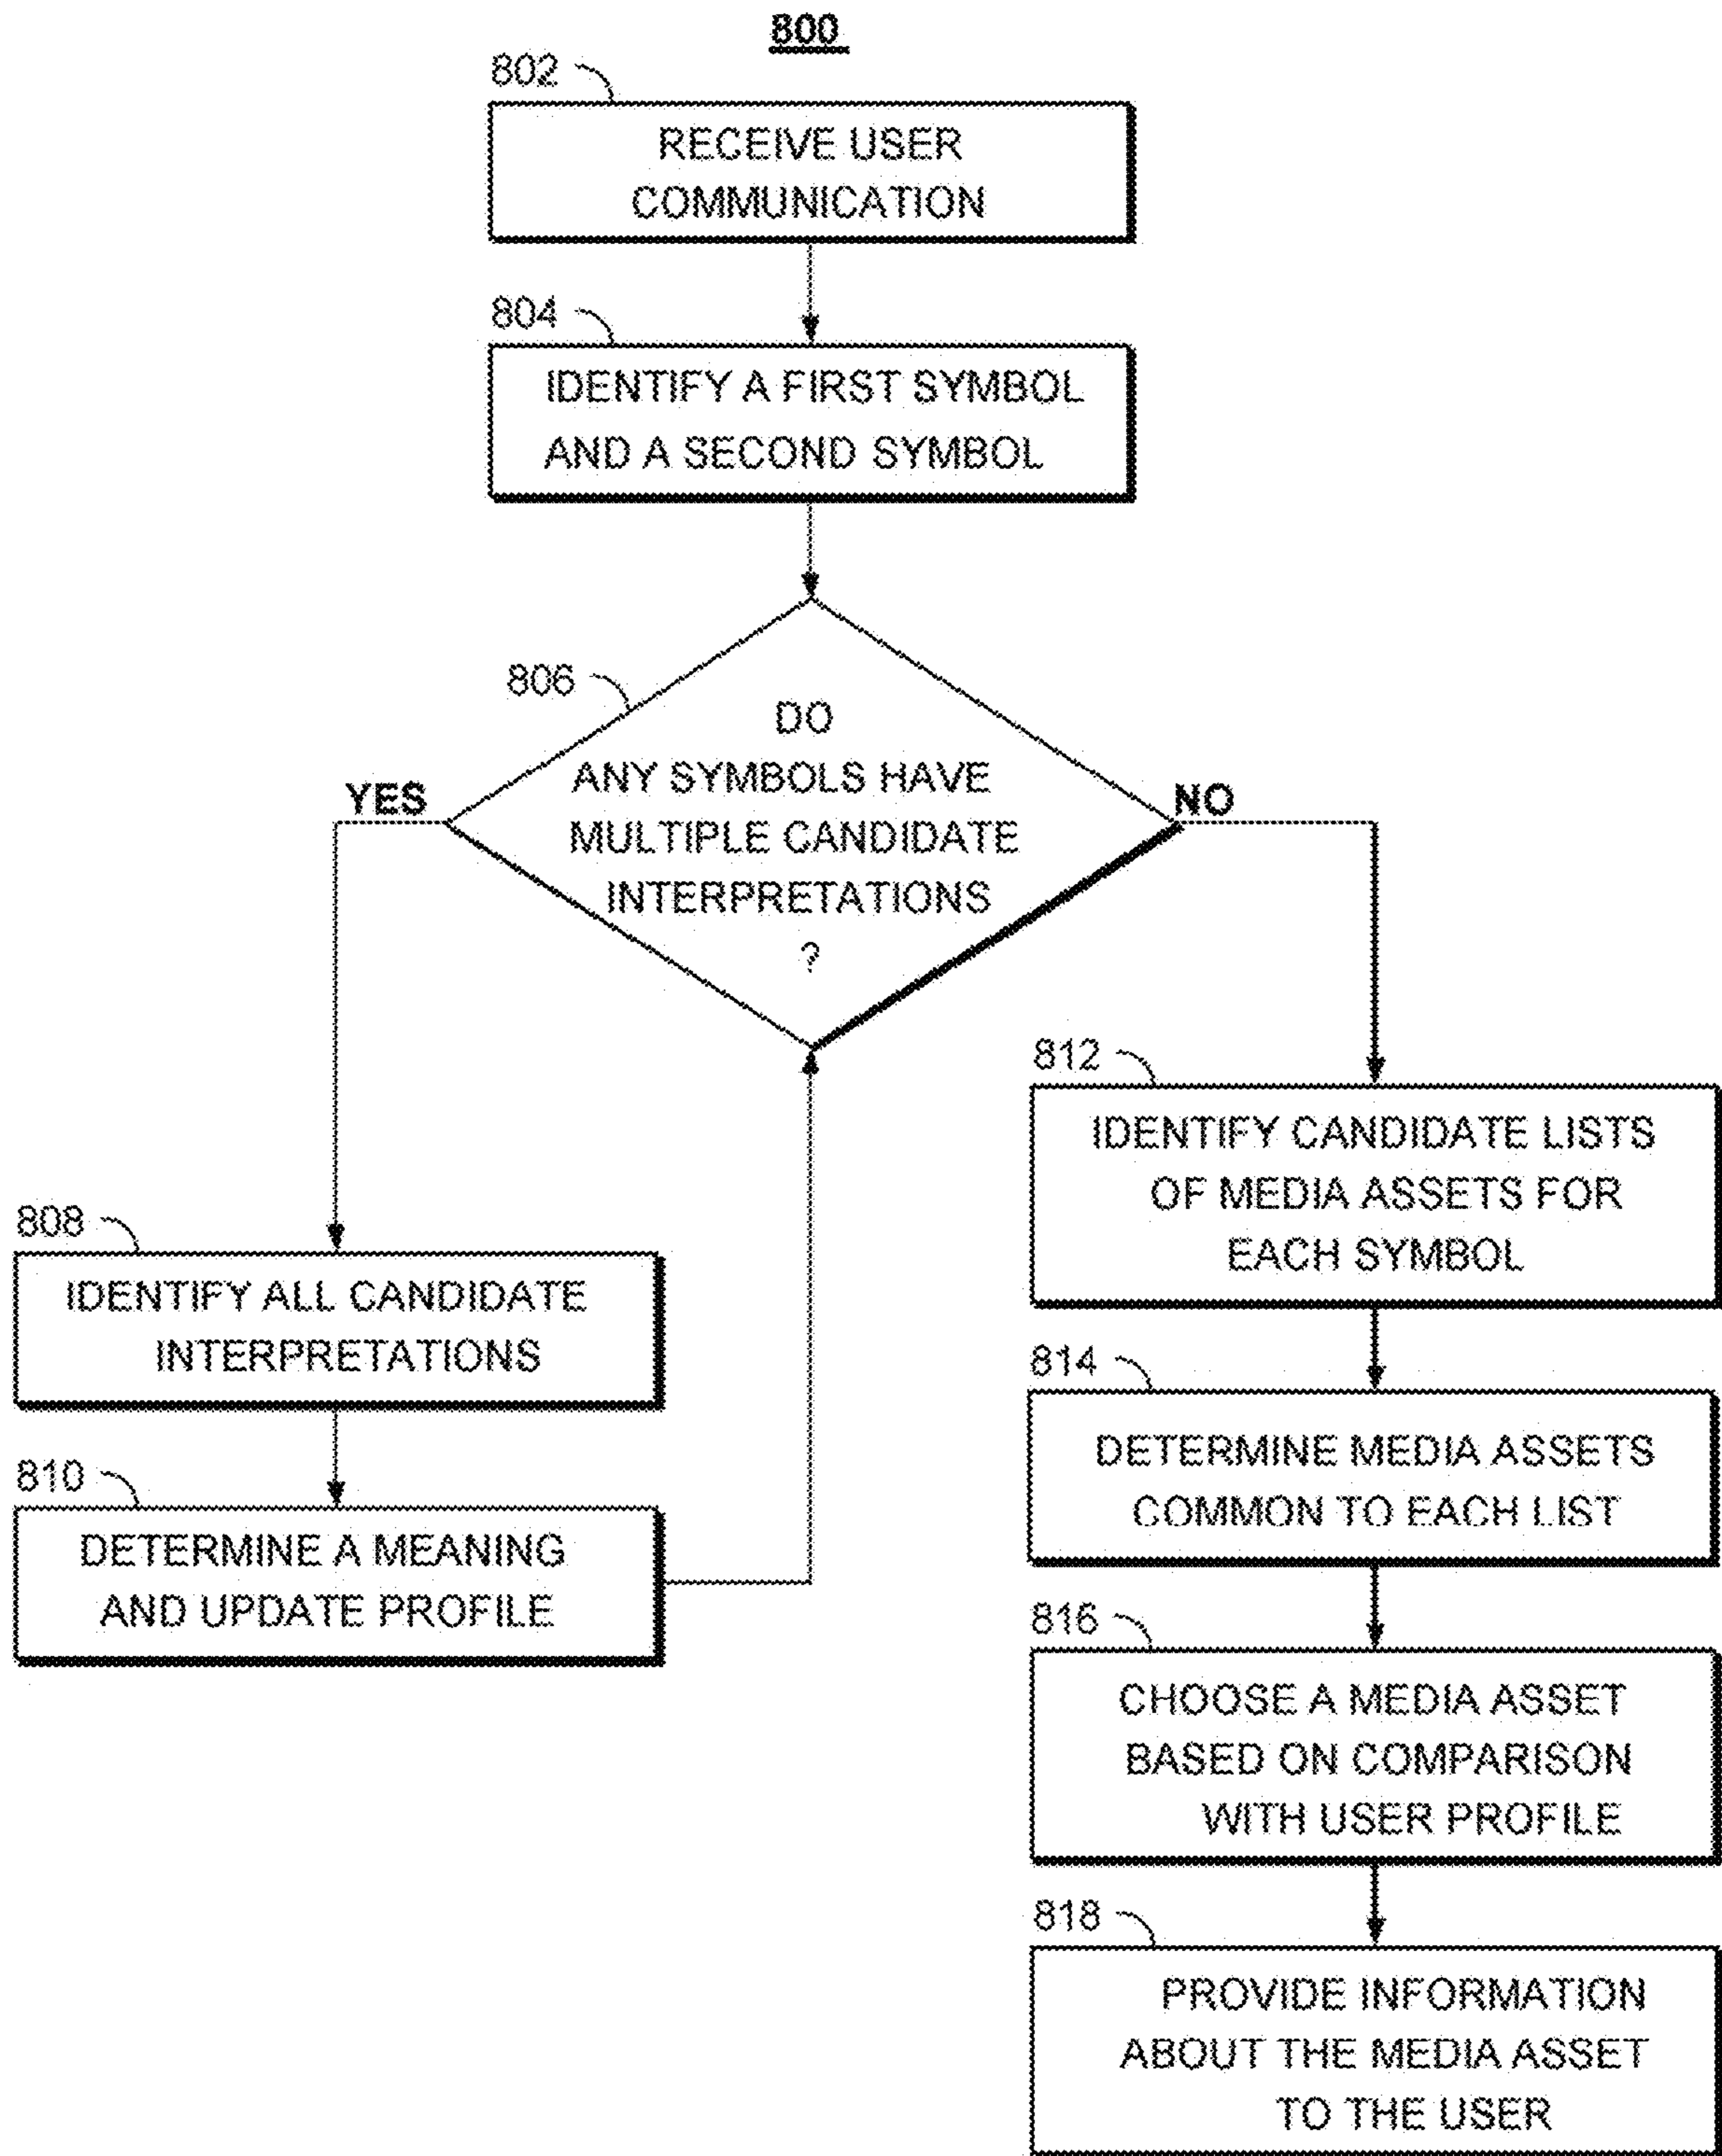 800
802
RECEIVE USER
COMMUNICATION
804
IDENTIFY A FIRST SYMBOL
AND A SECOND SYMBOL
806
DO
ANY SYMBOLS HAVE
MULTIPLE CANDIDATE
INTERPRETATIONS
?
YES
NO
808
IDENTIFY ALL CANDIDATE
INTERPRETATIONS
810
DETERMINE A MEANING
AND UPDATE PROFILE
812
IDENTIFY CANDIDATE LISTS
OF MEDIA ASSETS FOR
EACH SYMBOL
814
DETERMINE MEDIA ASSETS
COMMON TO EACH LIST
816
CHOOSE A MEDIA ASSET
BASED ON COMPARISON
WITH USER PROFILE
818
PROVIDE INFORMATION
ABOUT THE MEDIA ASSET
TO THE USER